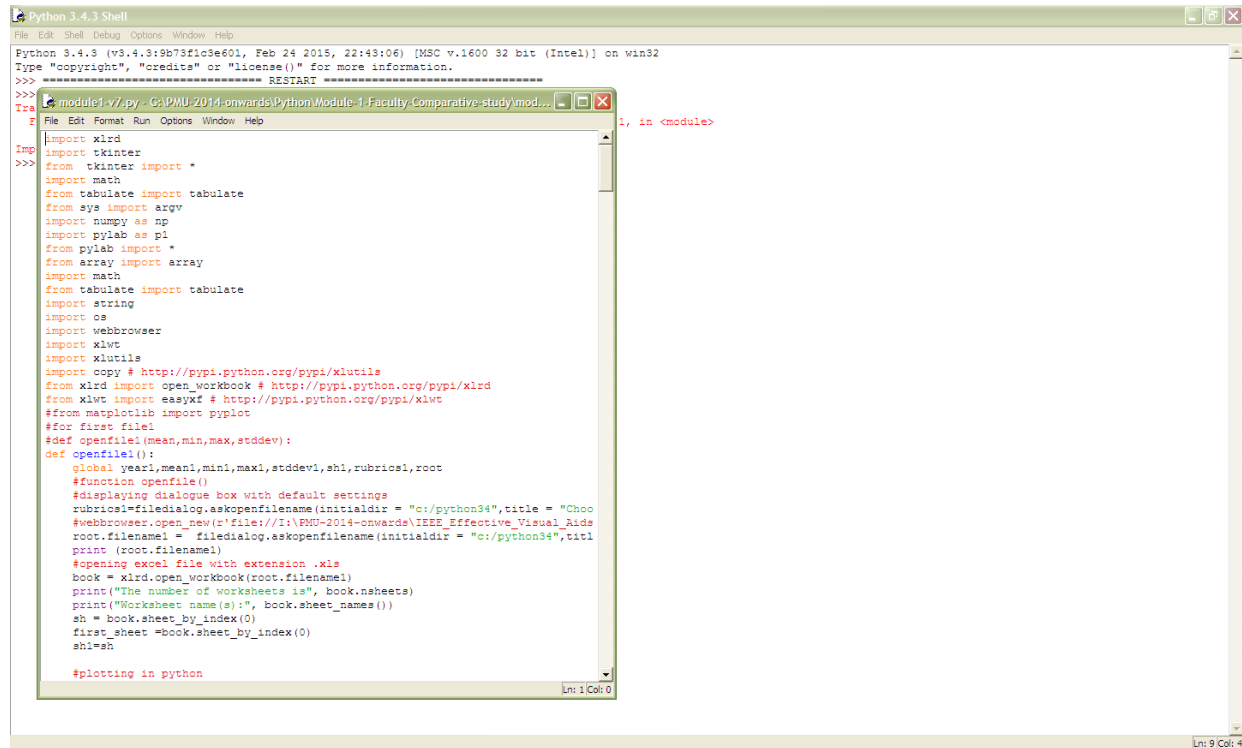 Python 3.4.3 Shell
File Edit Shell Debug Options Window Help
Python 3.4.3 (v3.4.3:9b73f1c3e601, Feb 24 2015, 22:43:06) [MSC v.1600 32 bit (Intel)] on win32
Type "copyright", "credits" or "license()" for more information.
>>> ================================ RESTART ================================
>>>
Tra
F 1, in <module>
Imp
>>>
module1-v7.py - G:\PMU-2014-onwards\Python\Module-1-Faculty-Comparative-study\mod...
File Edit Format Run Options Window Help
import xlrd
import tkinter
from  tkinter import *
import math
from tabulate import tabulate
from sys import argv
import numpy as np
import pylab as p1
from pylab import *
from array import array
import math
from tabulate import tabulate
import string
import os
import webbrowser
import xlwt
import xlutils
import copy # http://pypi.python.org/pypi/xlutils
from xlrd import open_workbook # http://pypi.python.org/pypi/xlrd
from xlwt import easyxf # http://pypi.python.org/pypi/xlwt
#from matplotlib import pyplot
#for first file1
#def openfile1(mean,min,max,stddev):
def openfile1():
    global year1,mean1,min1,max1,stddev1,sh1,rubrics1,root
    #function openfile()
    #displaying dialogue box with default settings
    rubrics1=filedialog.askopenfilename(initialdir = "c:/python34",title = "Choo
    #webbrowser.open_new(r'file://I:\PMU-2014-onwards\IEEE_Effective_Visual_Aids
    root.filename1 =  filedialog.askopenfilename(initialdir = "c:/python34",titl
    print (root.filename1)
    #opening excel file with extension .xls
    book = xlrd.open_workbook(root.filename1)
    print("The number of worksheets is", book.nsheets)
    print("Worksheet name(s):", book.sheet_names())
    sh = book.sheet_by_index(0)
    first_sheet =book.sheet_by_index(0)
    sh1=sh
    #plotting in python
Ln: 1 Col: 0
Ln: 9 Col: 4